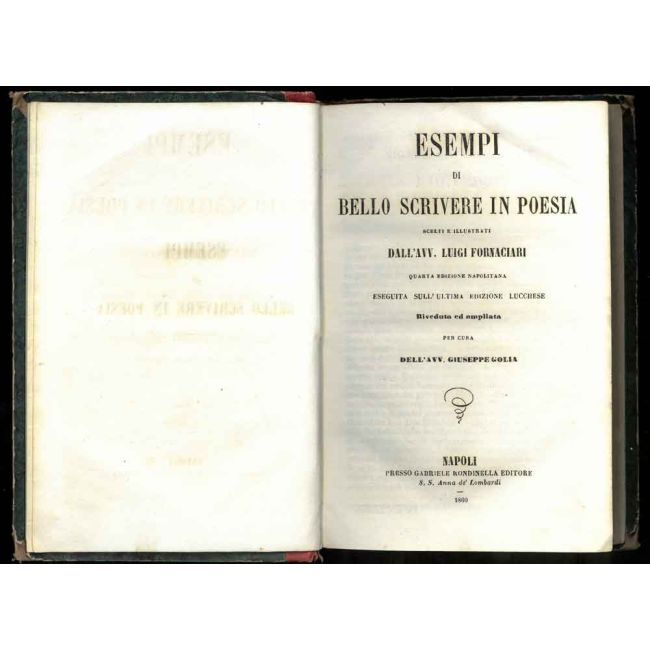 ESEMPI
DI
BELLO SCRIVERE IN POESIA
SCELTI E ILLUSTRATI
DALL'AVV. LUIGI FORNACIARI
QUARTA EDIZIONE NAPOLITANA
ESEGUITA SULL'ULTIMA EDIZIONE LUCCHESE
Riveduta ed ampliata
PER CURA
DELL'AVV. GIUSEPPE GOLIA
NAPOLI
PRESSO GABRIELE RONDINELLA EDITORE
S. S. Anna de' Lombardi
—
1860